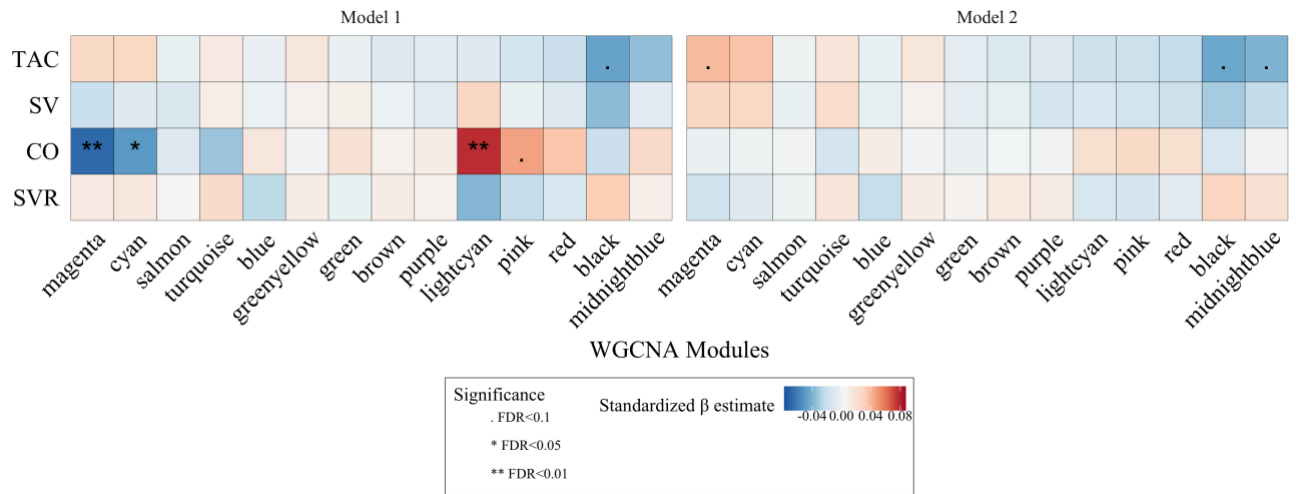 Model 1 Model 2
TAC . . . .
SV
CO ** * ** .
SVR
magenta cyan salmon turquoise blue greenyellow green brown purple lightcyan pink red black midnightblue magenta cyan salmon turquoise blue greenyellow green brown purple lightcyan pink red black midnightblue
WGCNA Modules
Significance
. FDR<0.1
* FDR<0.05
** FDR<0.01
Standardized β estimate
-0.04 0.00 0.04 0.08